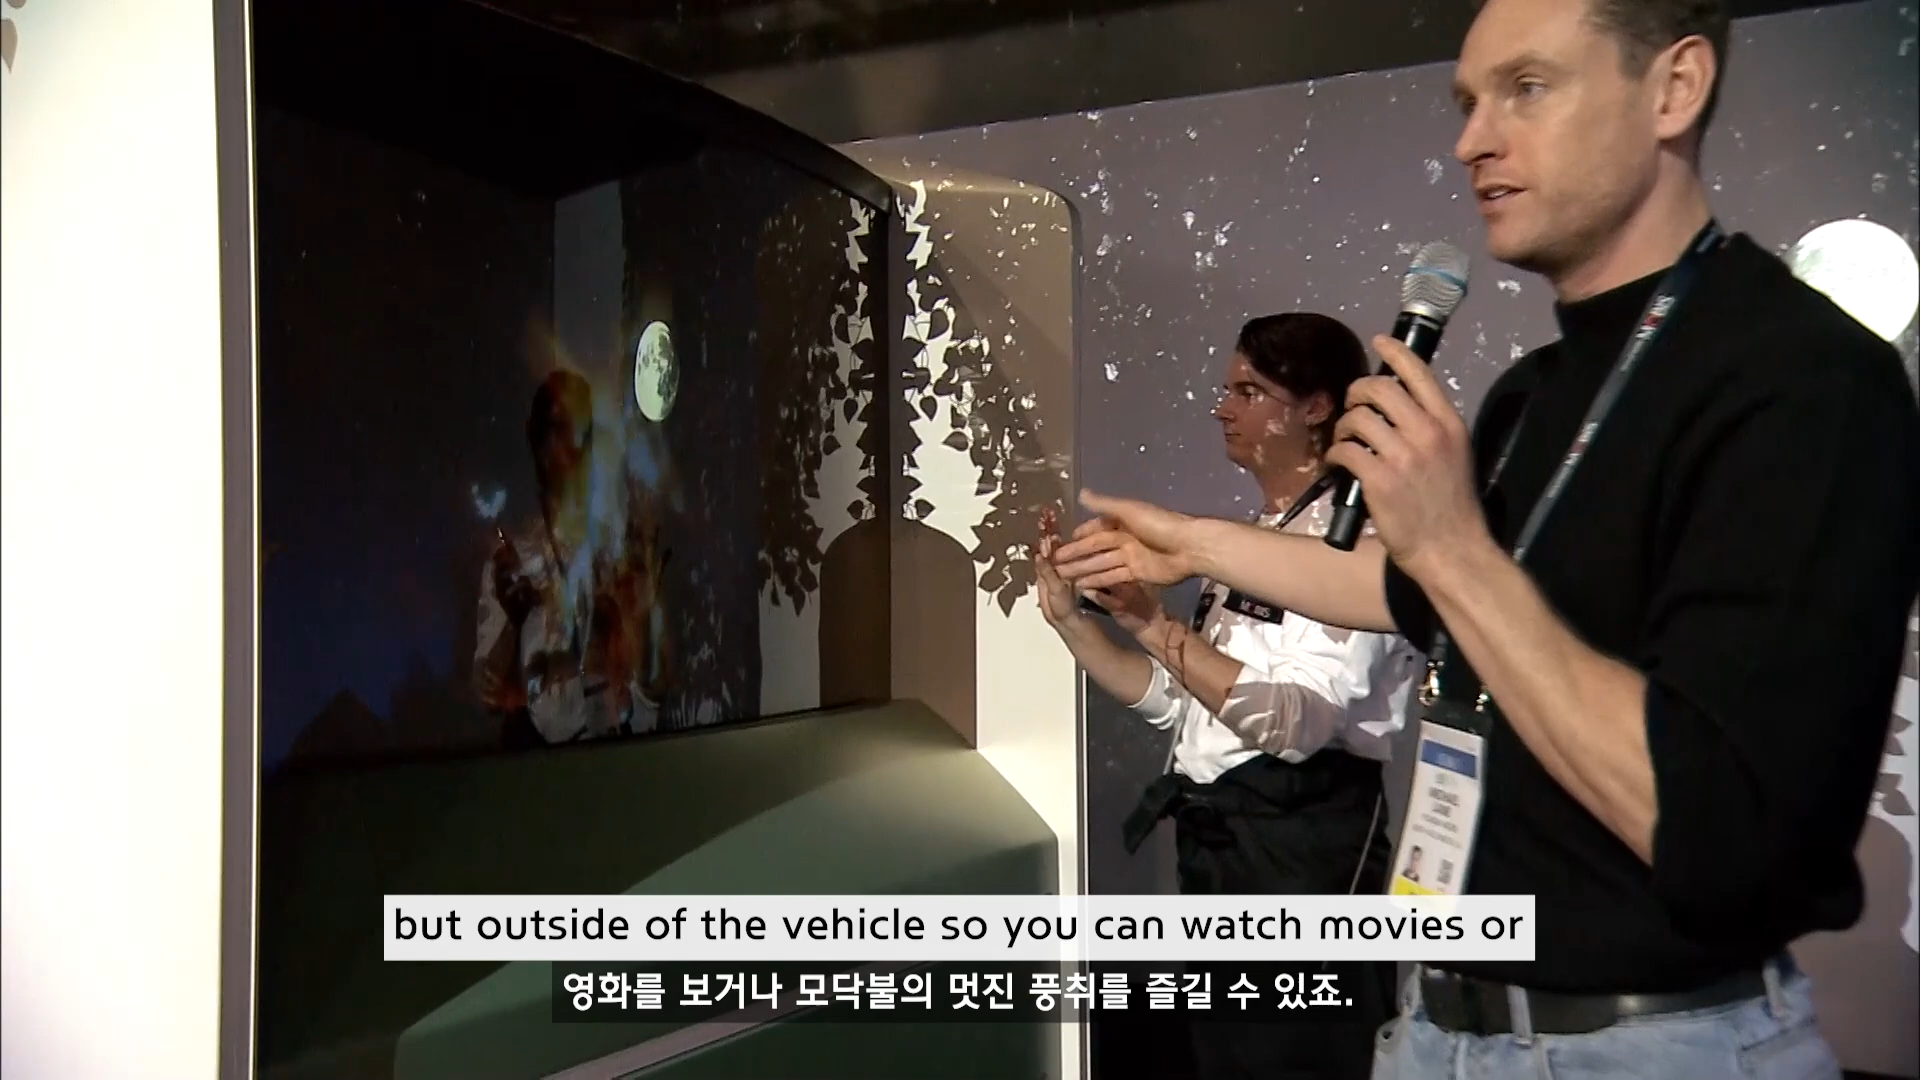 but outside of the vehicle so you can watch movies or
영화를 보거나 모닥불의 멋진 풍취를 즐길 수 있죠.